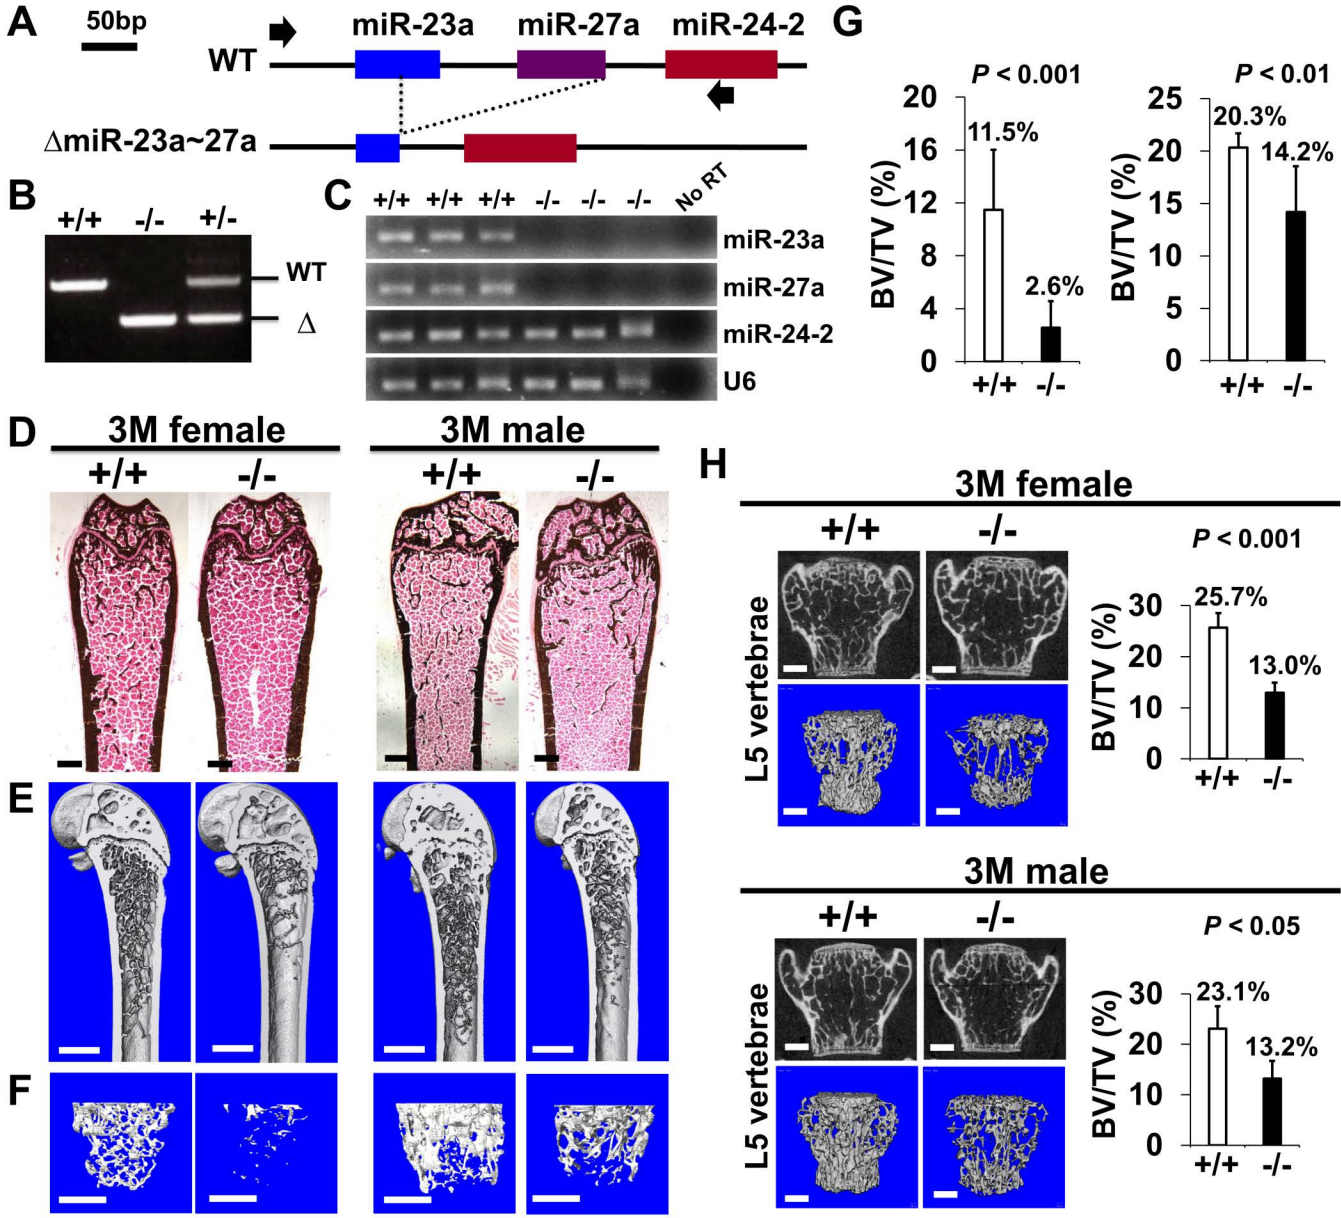 A
50bp
miR-23a miR-27a miR-24-2
WT
ΔmiR-23a~27a
B
+/+ -/- +/-
WT
Δ
C
+/+ +/+ +/+ -/- -/- -/- No RT
miR-23a
miR-27a
miR-24-2
U6
D
3M female 3M male
+/+ -/- +/+ -/-
E
F
G
P < 0.001
BV/TV (%)
20
16
12
8
4
0
11.5%
2.6%
+/+ -/-
P < 0.01
BV/TV (%)
25
20
15
10
5
0
20.3%
14.2%
+/+ -/-
H
3M female
+/+ -/-
L5 vertebrae
P < 0.001
BV/TV (%)
30
20
10
0
25.7%
13.0%
+/+ -/-
3M male
+/+ -/-
L5 vertebrae
P < 0.05
BV/TV (%)
30
20
10
0
23.1%
13.2%
+/+ -/-